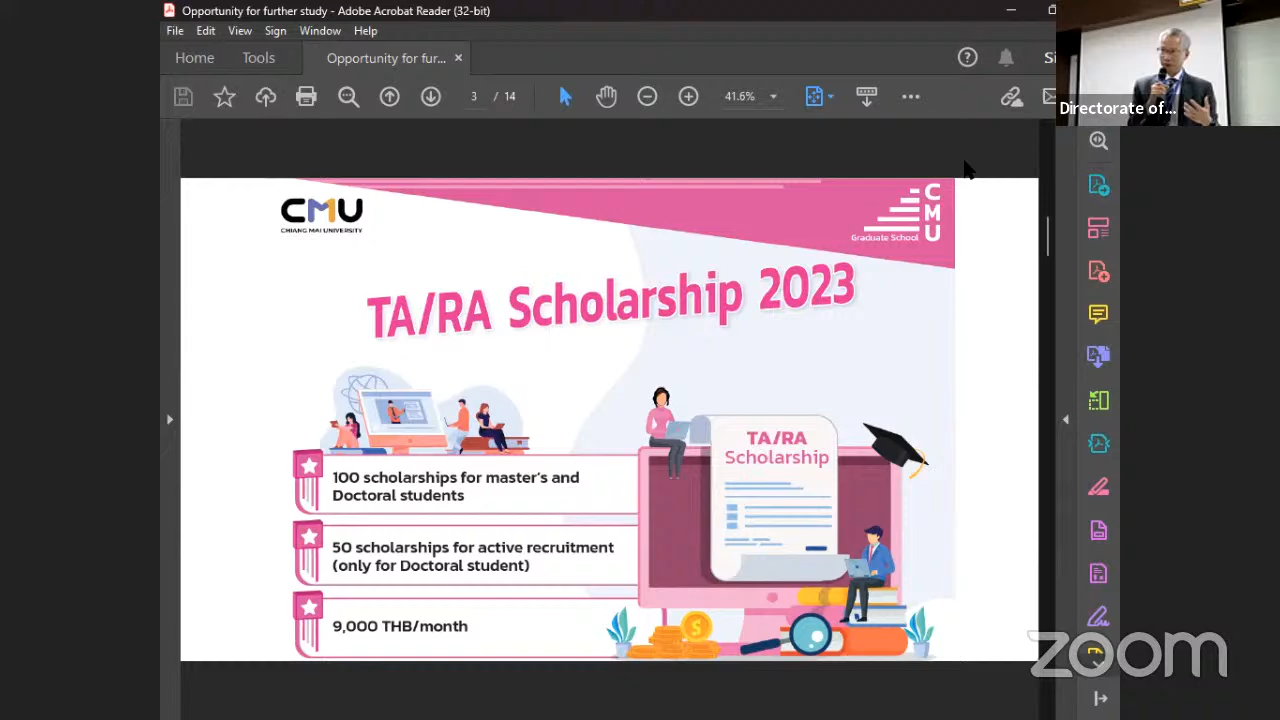 Opportunity for further study - Adobe Acrobat Reader (32-bit)
File Edit View Sign Window Help
Home Tools Opportunity for fur... × Si
3 / 14 41.6%
Directorate of...
CMU
CHIANG MAI UNIVERSITY
CMU
Graduate School
TA/RA Scholarship 2023
TA/RA
Scholarship
100 scholarships for master's and
Doctoral students
50 scholarships for active recruitment
(only for Doctoral student)
9,000 THB/month
$
zoom